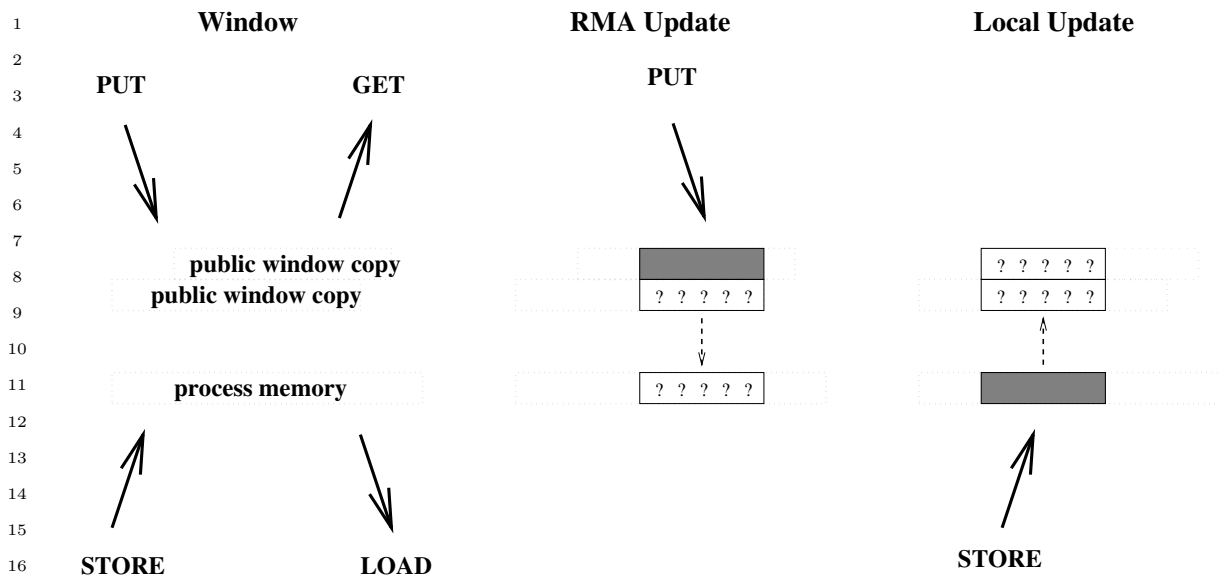 1 Window RMA Update Local Update
2
PUT GET PUT
3
4
5
6
7
public window copy ? ? ? ? ?
8
public window copy ? ? ? ? ? ? ? ? ? ?
9
10
11 process memory ? ? ? ? ?
12
13
14
15
16 STORE LOAD STORE